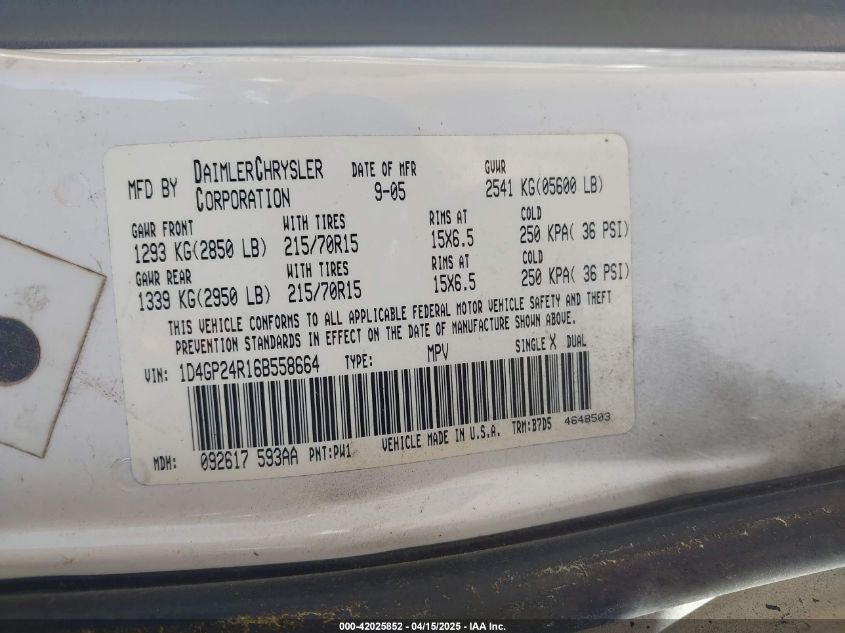 MFD BY DAIMLERCHRYSLER CORPORATION DATE OF MFR 9-05 GVWR 2541 KG(05600 LB)
GAWR FRONT WITH TIRES RIMS AT COLD
1293 KG(2850 LB) 215/70R15 15X6.5 250 KPA( 36 PSI)
GAWR REAR WITH TIRES RIMS AT COLD
1339 KG(2950 LB) 215/70R15 15X6.5 250 KPA( 36 PSI)
THIS VEHICLE CONFORMS TO ALL APPLICABLE FEDERAL MOTOR VEHICLE SAFETY AND THEFT
PREVENTION STANDARDS IN EFFECT ON THE DATE OF MANUFACTURE SHOWN ABOVE.
VIN: 1D4GP24R16B558664 TYPE: MPV SINGLE X DUAL
MDH: 092617 593AA PNT:PW1 VEHICLE MADE IN U.S.A. TRM:B7D5 4648503
000-42025852 - 04/15/2025 - IAA Inc.